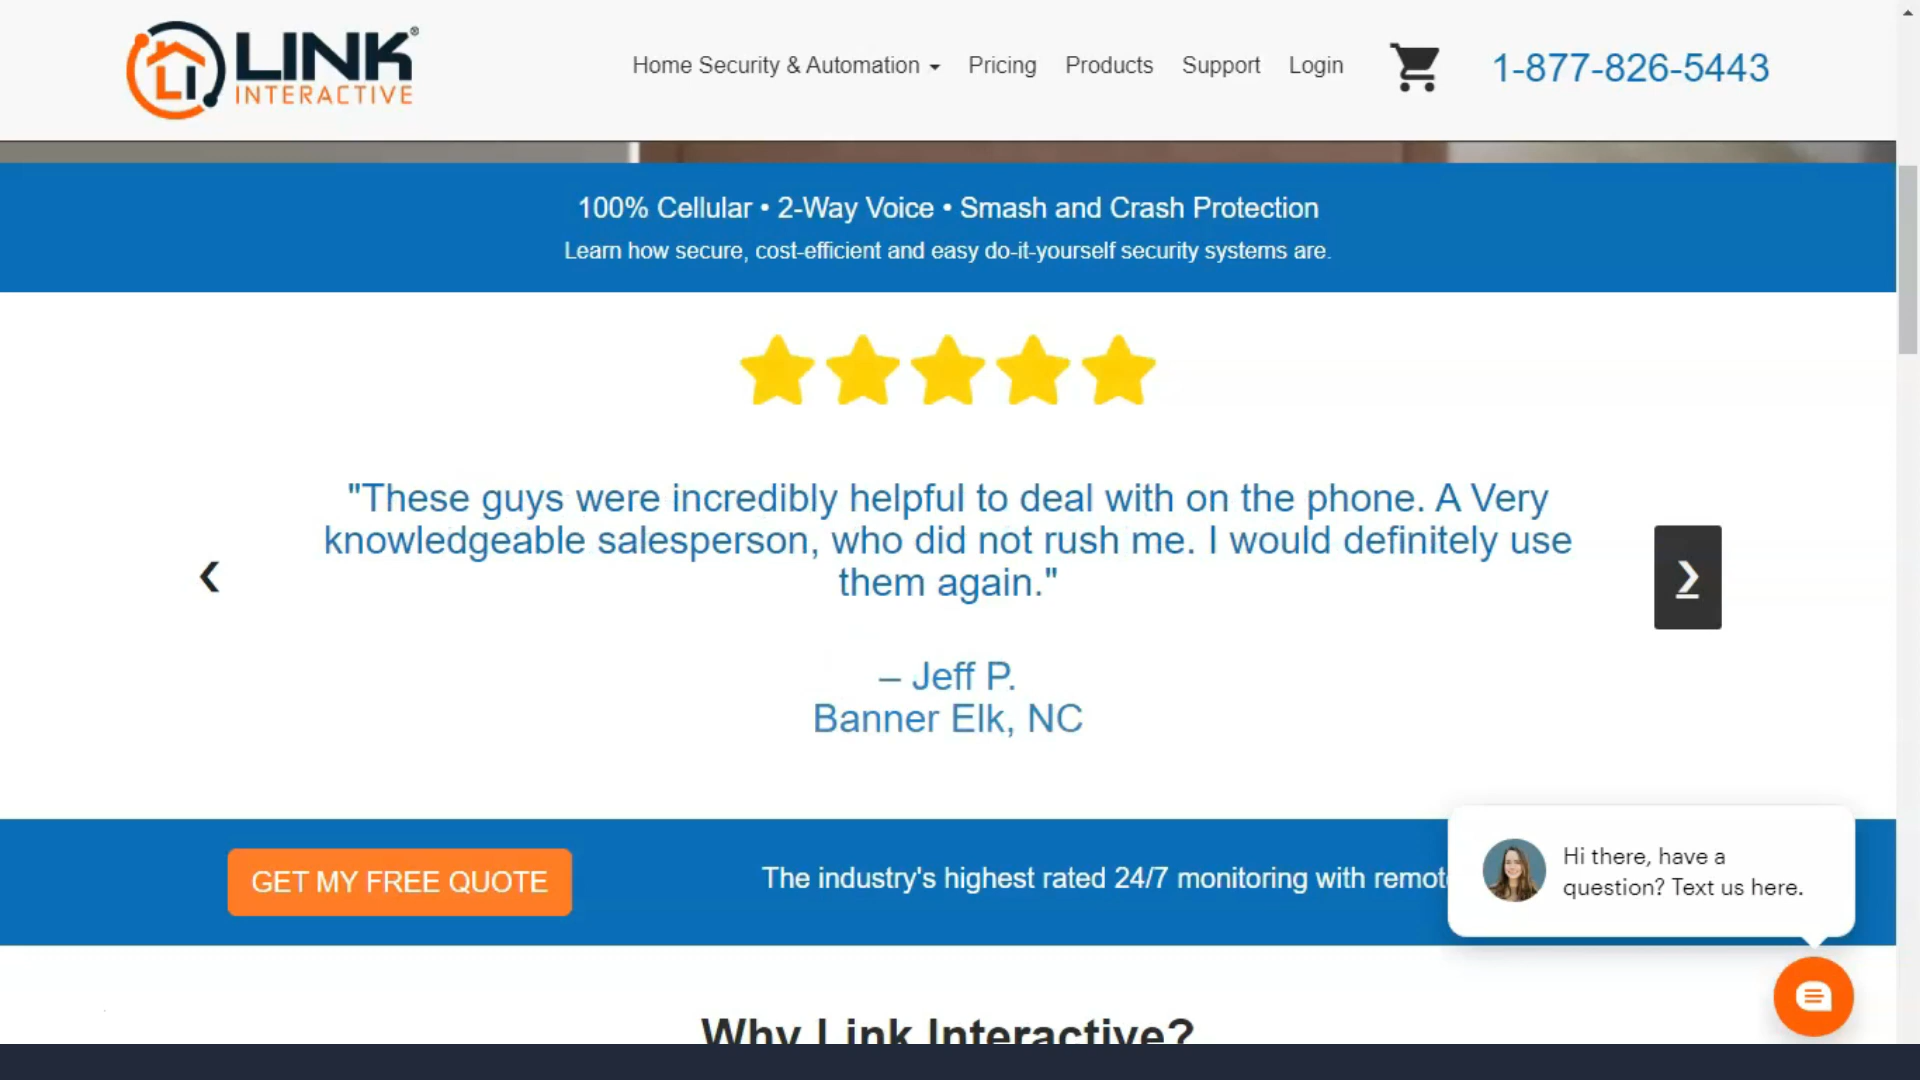 LINK®
INTERACTIVE
Home Security & Automation Pricing Products Support Login 1-877-826-5443
100% Cellular • 2-Way Voice • Smash and Crash Protection
Learn how secure, cost-efficient and easy do-it-yourself security systems are.
"These guys were incredibly helpful to deal with on the phone. A Very
knowledgeable salesperson, who did not rush me. I would definitely use
them again."
– Jeff P.
Banner Elk, NC
GET MY FREE QUOTE
The industry's highest rated 24/7 monitoring with remot
Hi there, have a
question? Text us here.
Why Link Interactive?